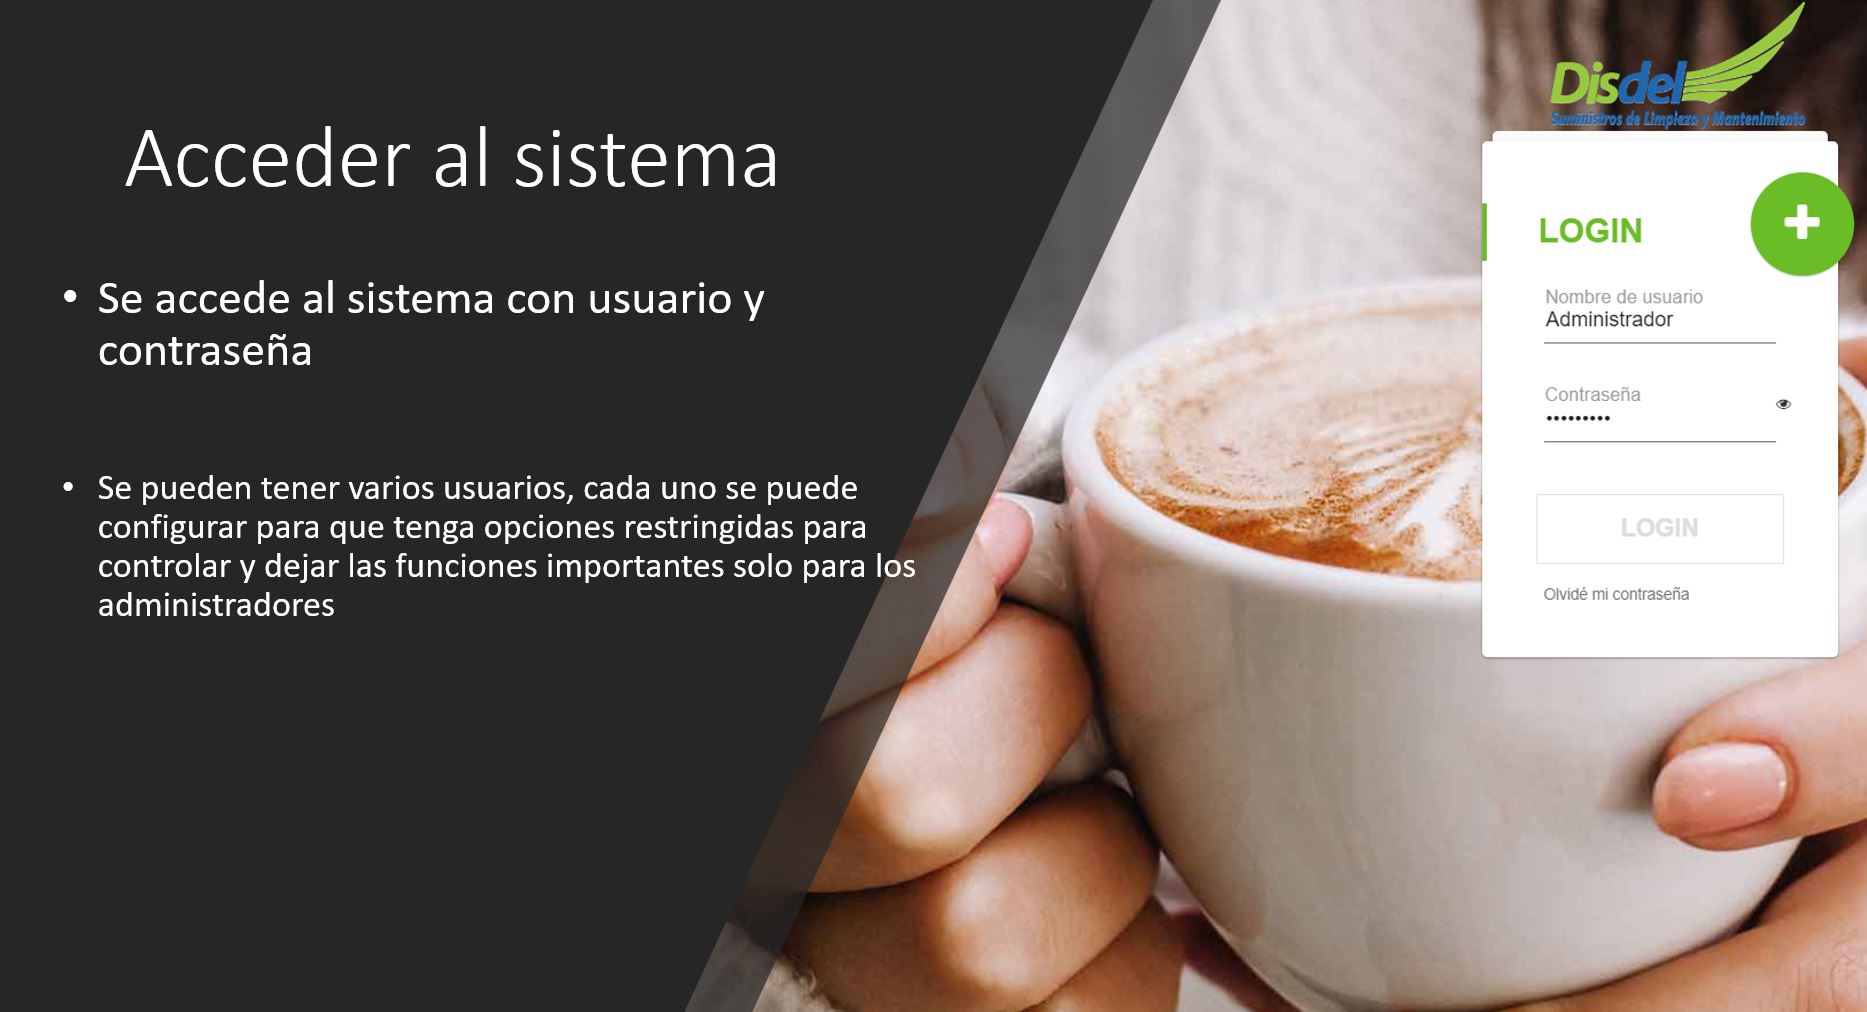 Acceder al sistema
• Se accede al sistema con usuario y
contraseña
• Se pueden tener varios usuarios, cada uno se puede
configurar para que tenga opciones restringidas para
controlar y dejar las funciones importantes solo para los
administradores
Disdel
Suministros de Limpieza y Mantenimiento
LOGIN
Nombre de usuario
Administrador
Contraseña
•••••••••
LOGIN
Olvidé mi contraseña